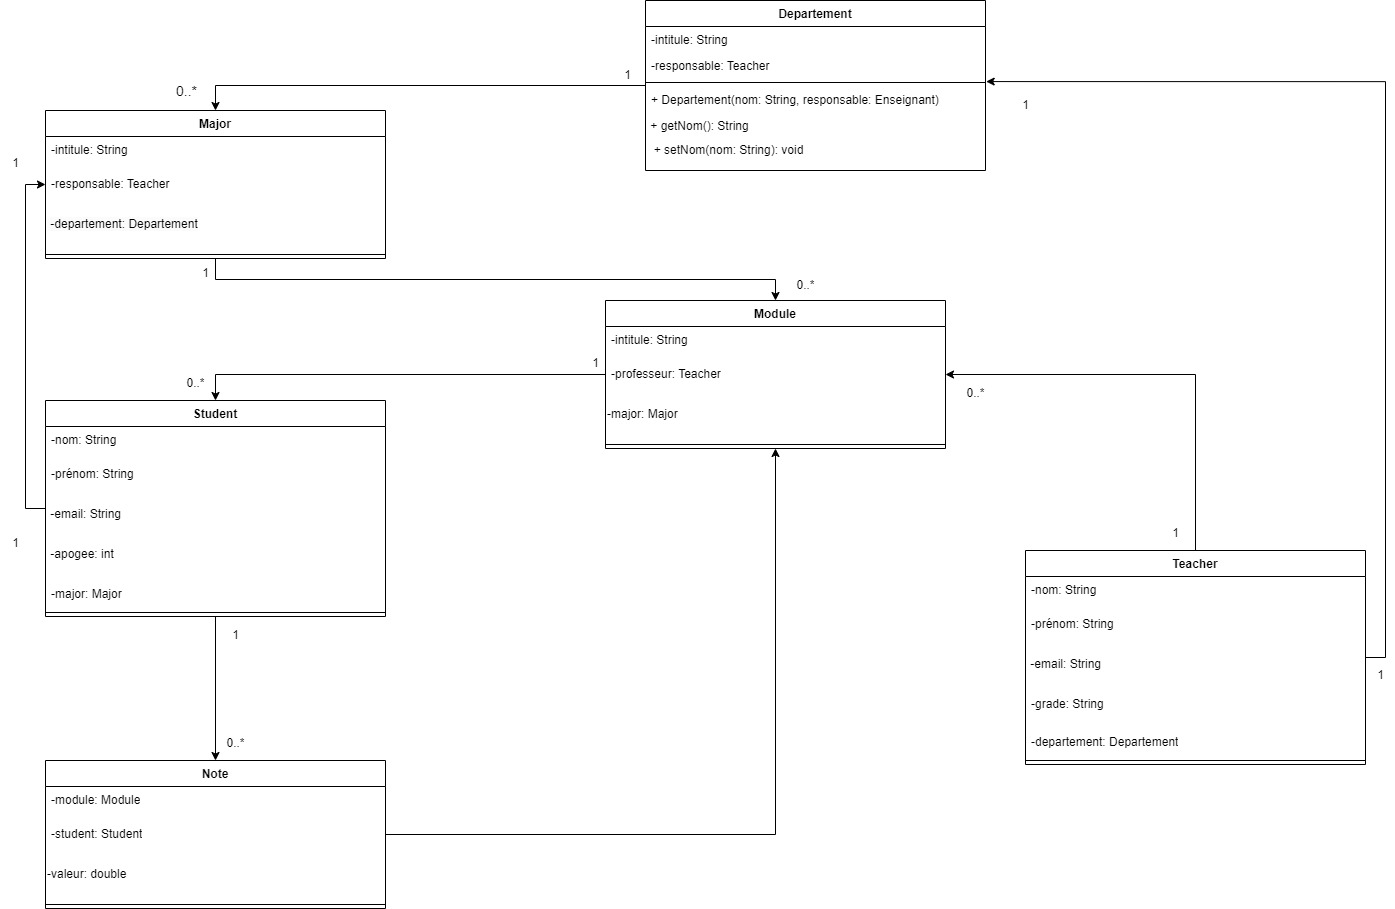 Departement
-intitule: String
-responsable: Teacher
+ Departement(nom: String, responsable: Enseignant)
+ getNom(): String
+ setNom(nom: String): void
1
1
0..*
Major
-intitule: String
-responsable: Teacher
-departement: Departement
1
1
0..*
Module
-intitule: String
-professeur: Teacher
-major: Major
1
0..*
0..*
Student
-nom: String
-prénom: String
-email: String
-apogee: int
-major: Major
1
1
0..*
1
Teacher
-nom: String
-prénom: String
-email: String
-grade: String
-departement: Departement
1
Note
-module: Module
-student: Student
-valeur: double